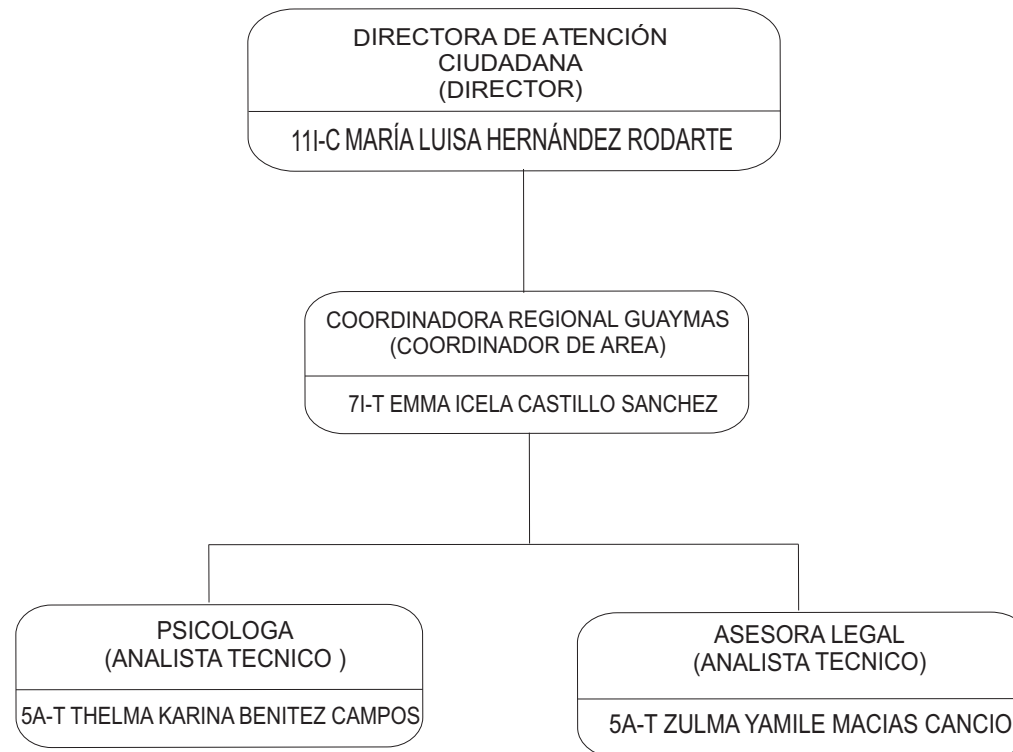 DIRECTORA DE ATENCIÓN
CIUDADANA
(DIRECTOR)
11I-C MARÍA LUISA HERNÁNDEZ RODARTE
COORDINADORA REGIONAL GUAYMAS
(COORDINADOR DE AREA)
7I-T EMMA ICELA CASTILLO SANCHEZ
PSICOLOGA
(ANALISTA TECNICO )
5A-T THELMA KARINA BENITEZ CAMPOS
ASESORA LEGAL
(ANALISTA TECNICO)
5A-T ZULMA YAMILE MACIAS CANCIO